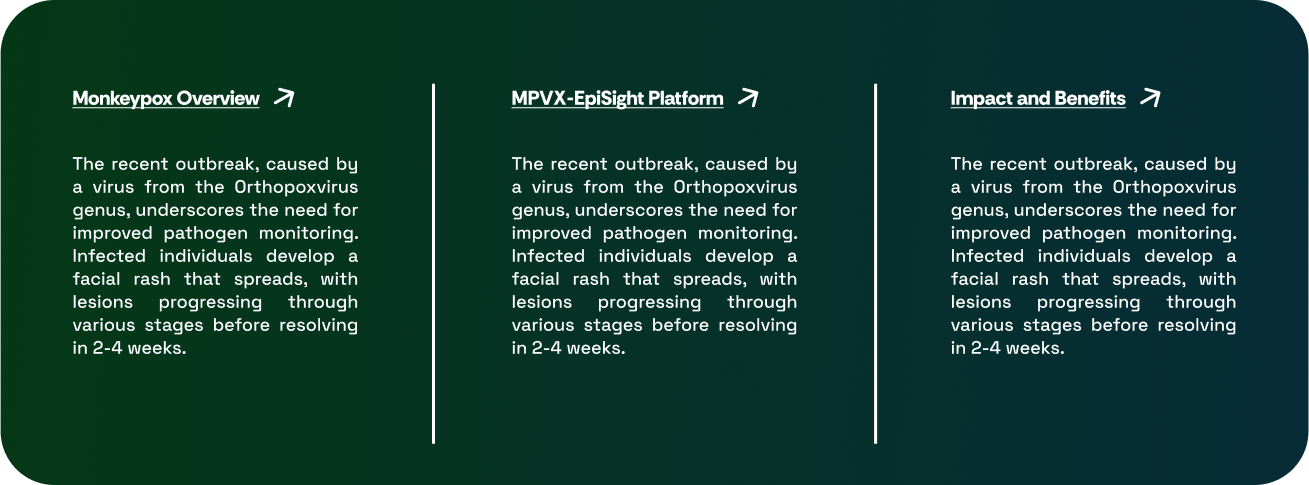 Monkeypox Overview
The recent outbreak, caused by
a virus from the Orthopoxvirus
genus, underscores the need for
improved pathogen monitoring.
Infected individuals develop a
facial rash that spreads, with
lesions progressing through
various stages before resolving
in 2-4 weeks.
MPVX-EpiSight Platform
The recent outbreak, caused by
a virus from the Orthopoxvirus
genus, underscores the need for
improved pathogen monitoring.
Infected individuals develop a
facial rash that spreads, with
lesions progressing through
various stages before resolving
in 2-4 weeks.
Impact and Benefits
The recent outbreak, caused by
a virus from the Orthopoxvirus
genus, underscores the need for
improved pathogen monitoring.
Infected individuals develop a
facial rash that spreads, with
lesions progressing through
various stages before resolving
in 2-4 weeks.